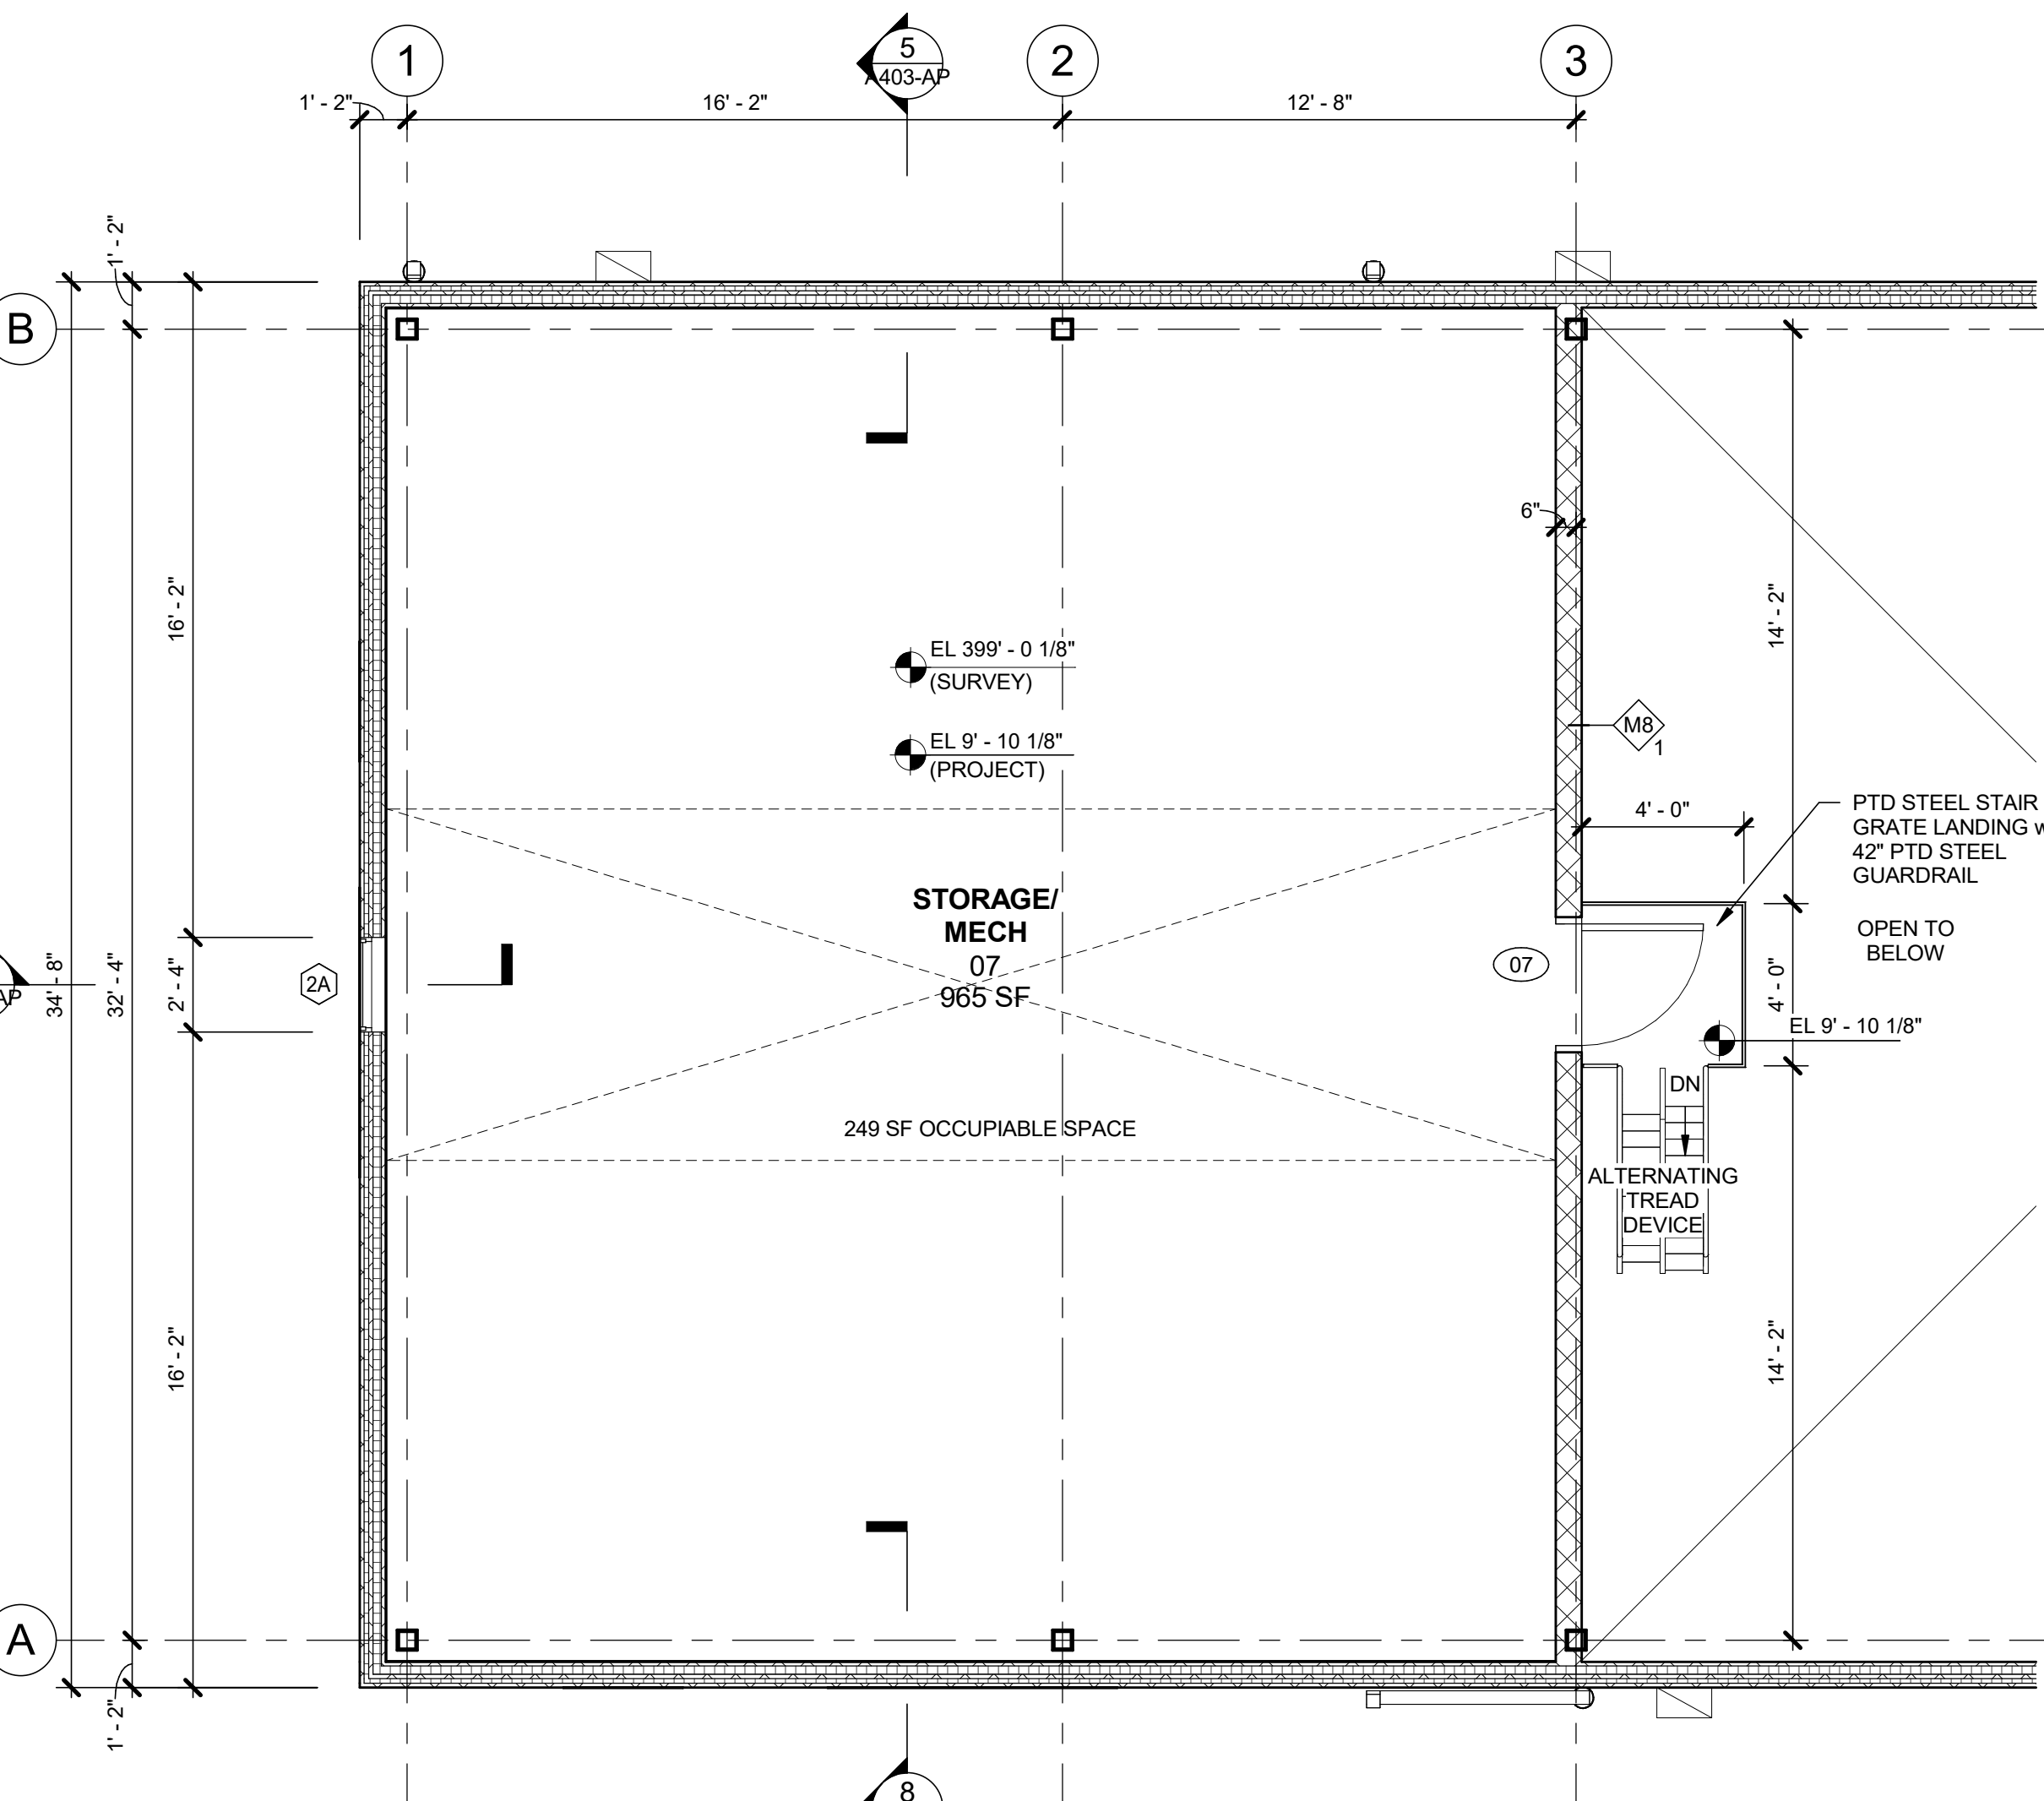 1
5
A403-AP
2
3
1' - 2"
16' - 2"
12' - 8"
1' - 2"
B
6"
16' - 2"
14' - 2"
EL 399' - 0 1/8"
(SURVEY)
EL 9' - 10 1/8"
(PROJECT)
M8
1
4' - 0"
PTD STEEL STAIR
GRATE LANDING w
42" PTD STEEL
GUARDRAIL
OPEN TO
BELOW
STORAGE/
MECH
07
965 SF
07
AP
34' - 8"
32' - 4"
2' - 4"
2A
4' - 0"
EL 9' - 10 1/8"
DN
249 SF OCCUPIABLE SPACE
ALTERNATING
TREAD
DEVICE
16' - 2"
14' - 2"
A
1' - 2"
8